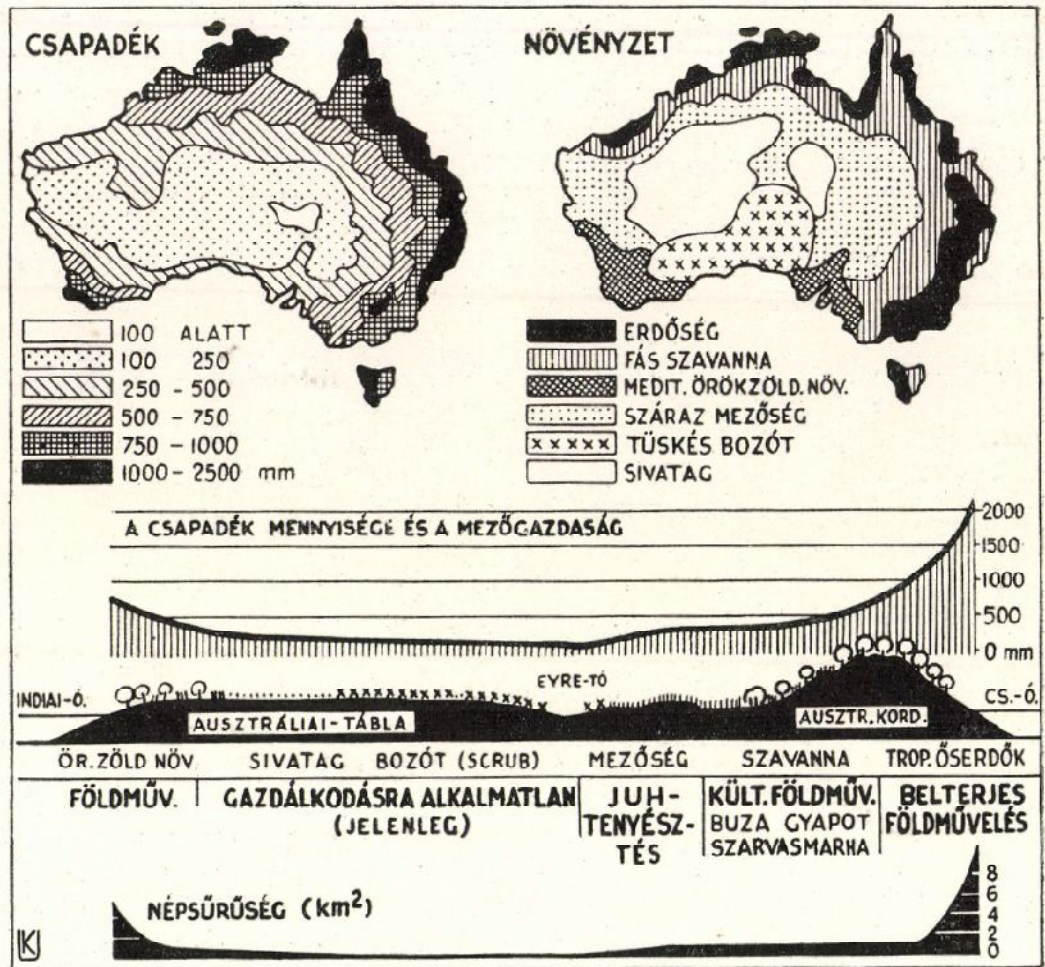 CSAPADÉK
100 ALATT
100 250
250 - 500
500 - 750
750 - 1000
1000 - 2500 mm
NÖVÉNYZET
ERDŐSÉG
FÁS SZAVANNA
MEDIT. ÖRÖKZÖLD. NÖV.
SZÁRAZ MEZŐSÉG
TÜSKÉS BOZÓT
SIVATAG
A CSAPADÉK MENNYISÉGE ÉS A MEZŐGAZDASÁG
2000
1500
1000
500
0 mm
INDIAI-Ó.
EYRE-TÓ
CS.-Ó.
AUSZTRÁLIAI-TÁBLA
AUSZTR. KORD.
ÖR. ZÖLD NÖV. SIVATAG BOZÓT (SCRUB) MEZŐSÉG SZAVANNA TROP. ŐSERDŐK
FÖLDMŰV.
GAZDÁLKODÁSRA ALKALMATLAN
(JELENLEG)
JUH-
TENYÉSZ-
TÉS
KÜLT. FÖLDMŰV.
BUZA GYAPOT
SZARVASMARHA
BELTERJES
FÖLDMŰVELÉS
NÉPSŰRŰSÉG (km²)
8
6
4
2
0
KJ